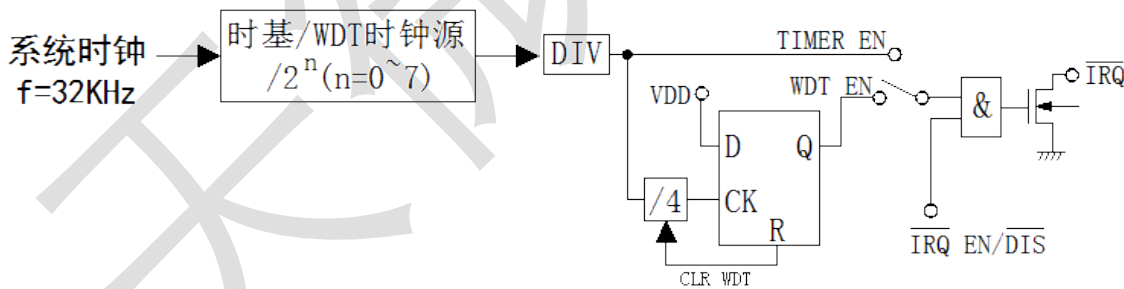 系统时钟
f=32KHz
时基/WDT时钟源
/2^n(n=0~7)
DIV
TIMER EN
WDT EN
VDD
D
Q
CK
R
/4
CLR WDT
&
IRQ
IRQ EN/DIS